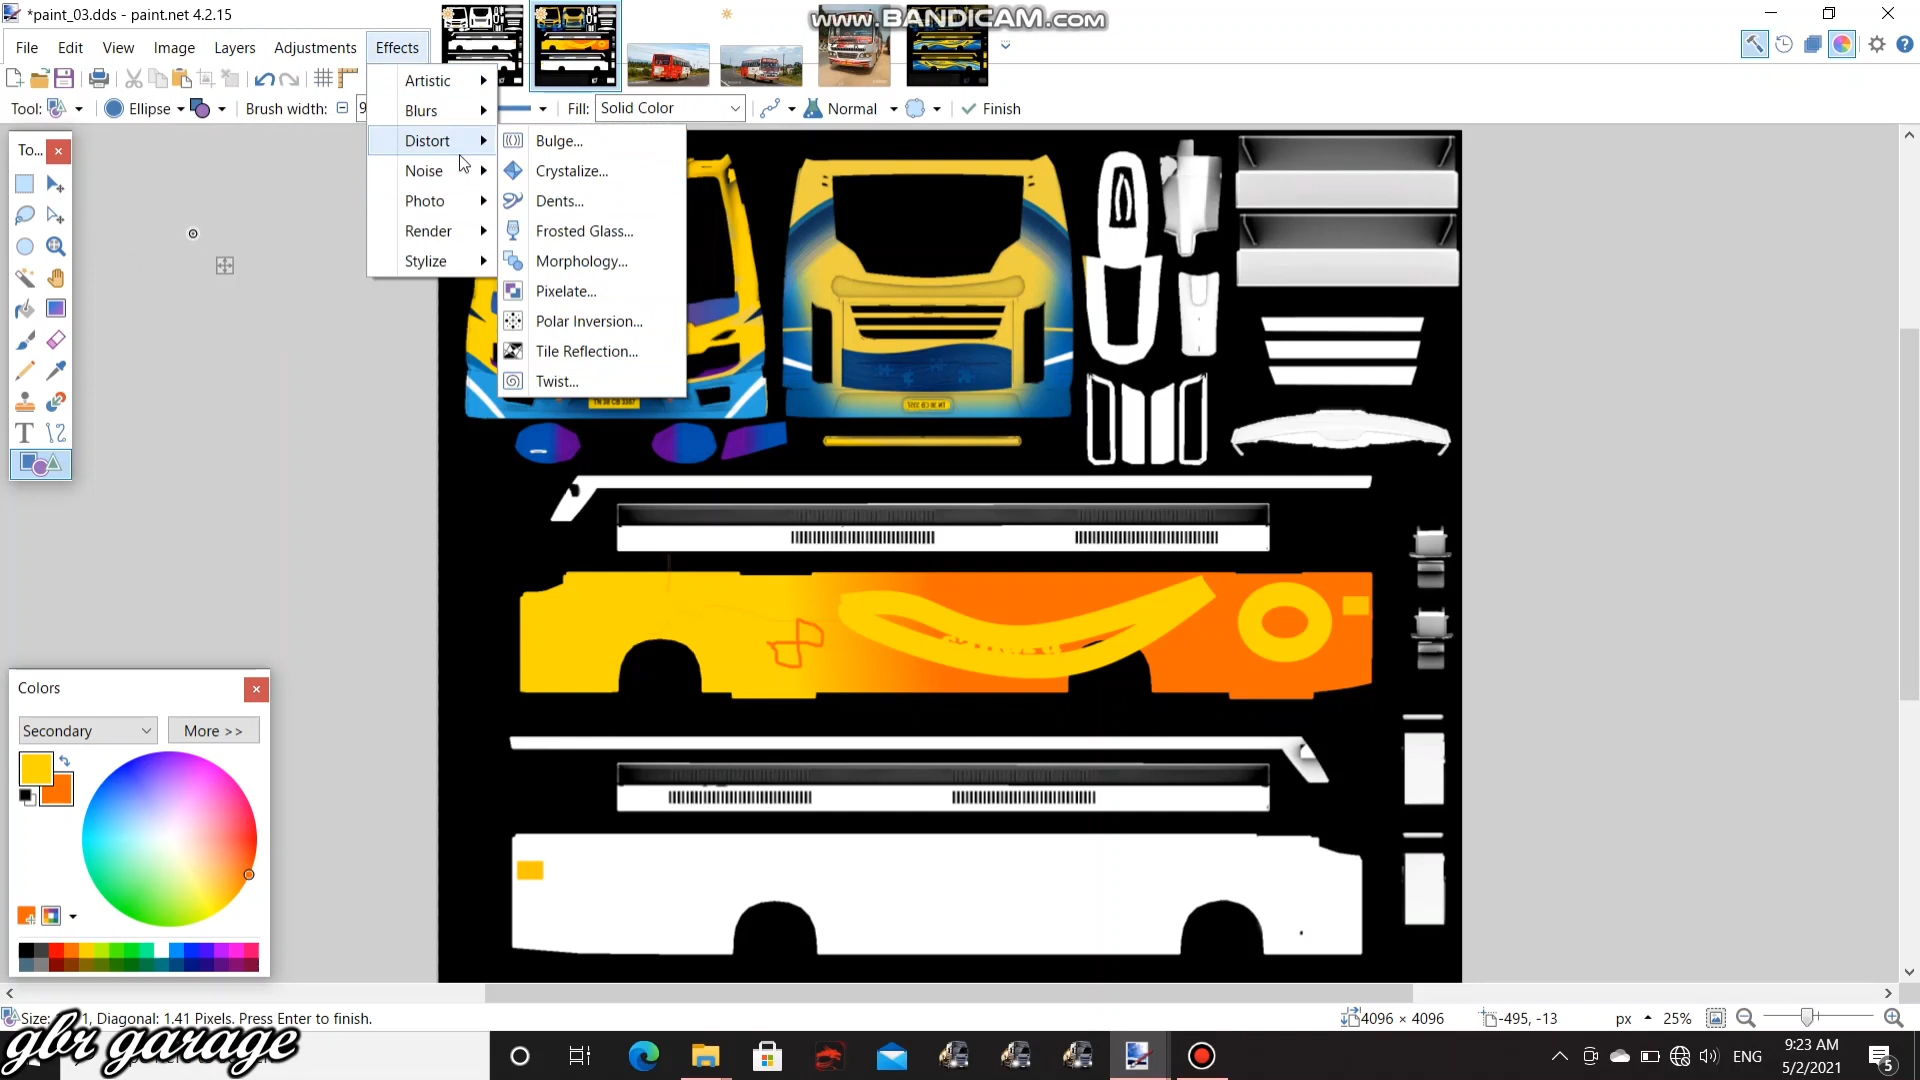 *paint_03.dds - paint.net 4.2.15
www.BANDICAM.com
File Edit View Image Layers Adjustments Effects
Tool: Ellipse Brush width: 9 Fill: Solid Color Normal Finish
Artistic
Blurs
Distort
Noise
Photo
Render
Stylize
Bulge...
Crystalize...
Dents...
Frosted Glass...
Morphology...
Pixelate...
Polar Inversion...
Tile Reflection...
Twist...
To...
Colors
Secondary
More >>
Size: 1, Diagonal: 1.41 Pixels. Press Enter to finish.
4096 × 4096
-495, -13
px
25%
gbr garage
ENG
9:23 AM
5/2/2021
5